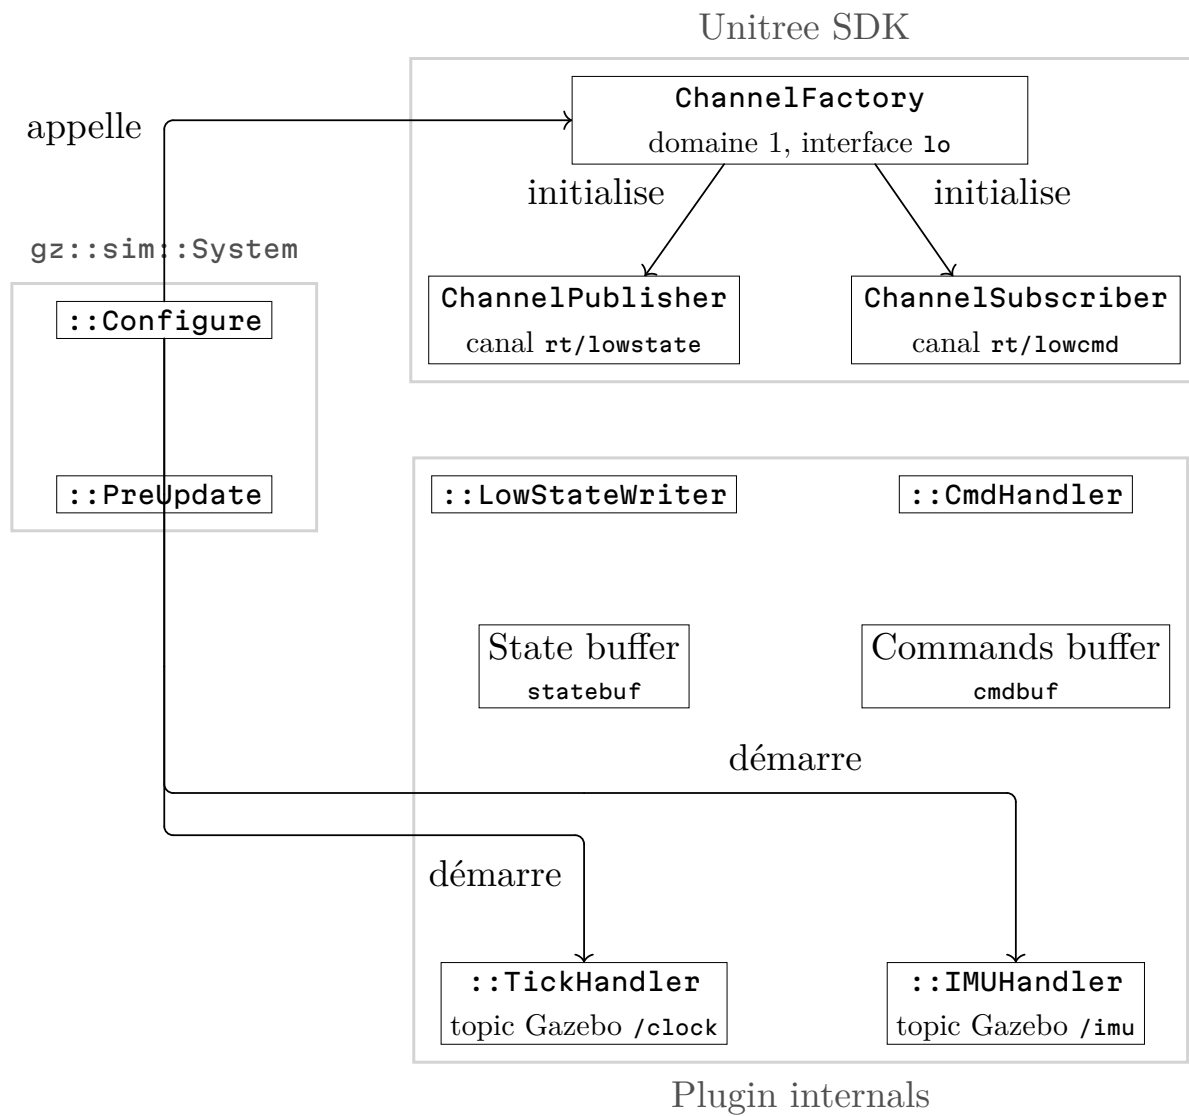 Unitree SDK
appelle
ChannelFactory
domaine 1, interface lo
initialise
initialise
gz::sim::System
::Configure
ChannelPublisher
canal rt/lowstate
ChannelSubscriber
canal rt/lowcmd
::PreUpdate
::LowStateWriter
::CmdHandler
State buffer
statebuf
Commands buffer
cmdbuf
démarre
démarre
::TickHandler
topic Gazebo /clock
::IMUHandler
topic Gazebo /imu
Plugin internals